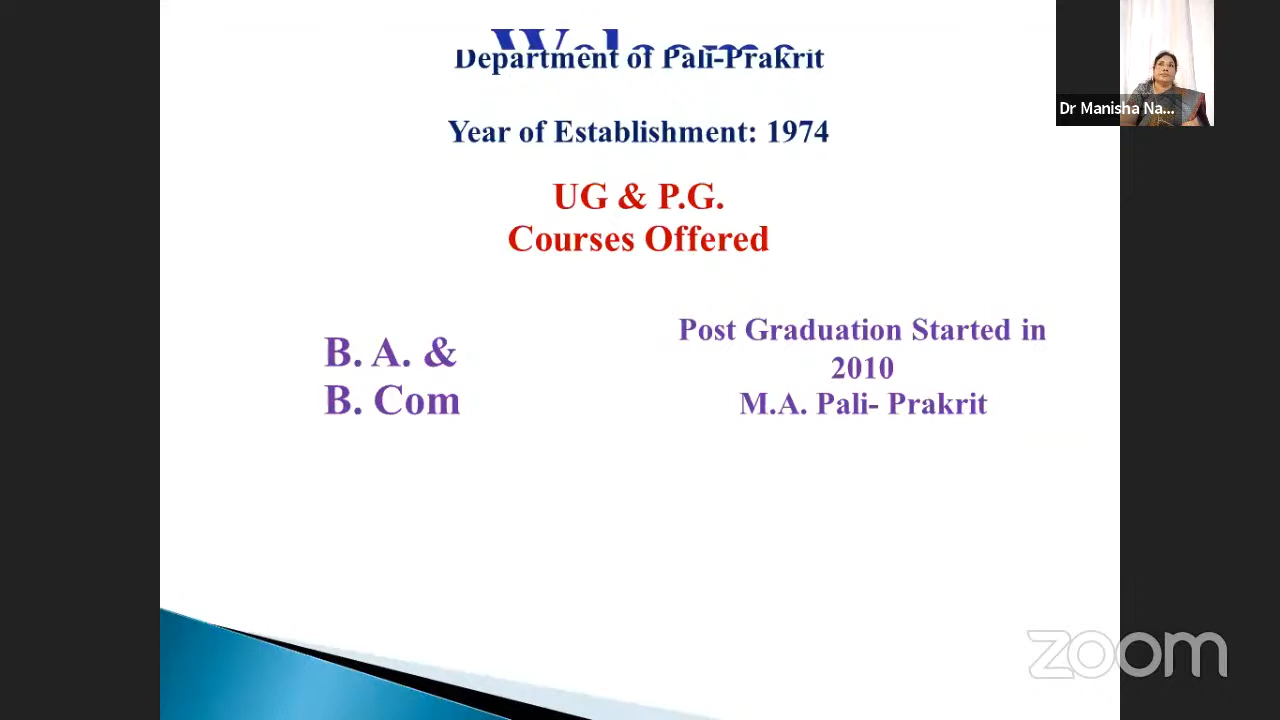 Welcome
Department of Pali-Prakrit
Year of Establishment: 1974
UG & P.G.
Courses Offered
B. A. &
B. Com
Post Graduation Started in
2010
M.A. Pali- Prakrit
Dr Manisha Na...
zoom